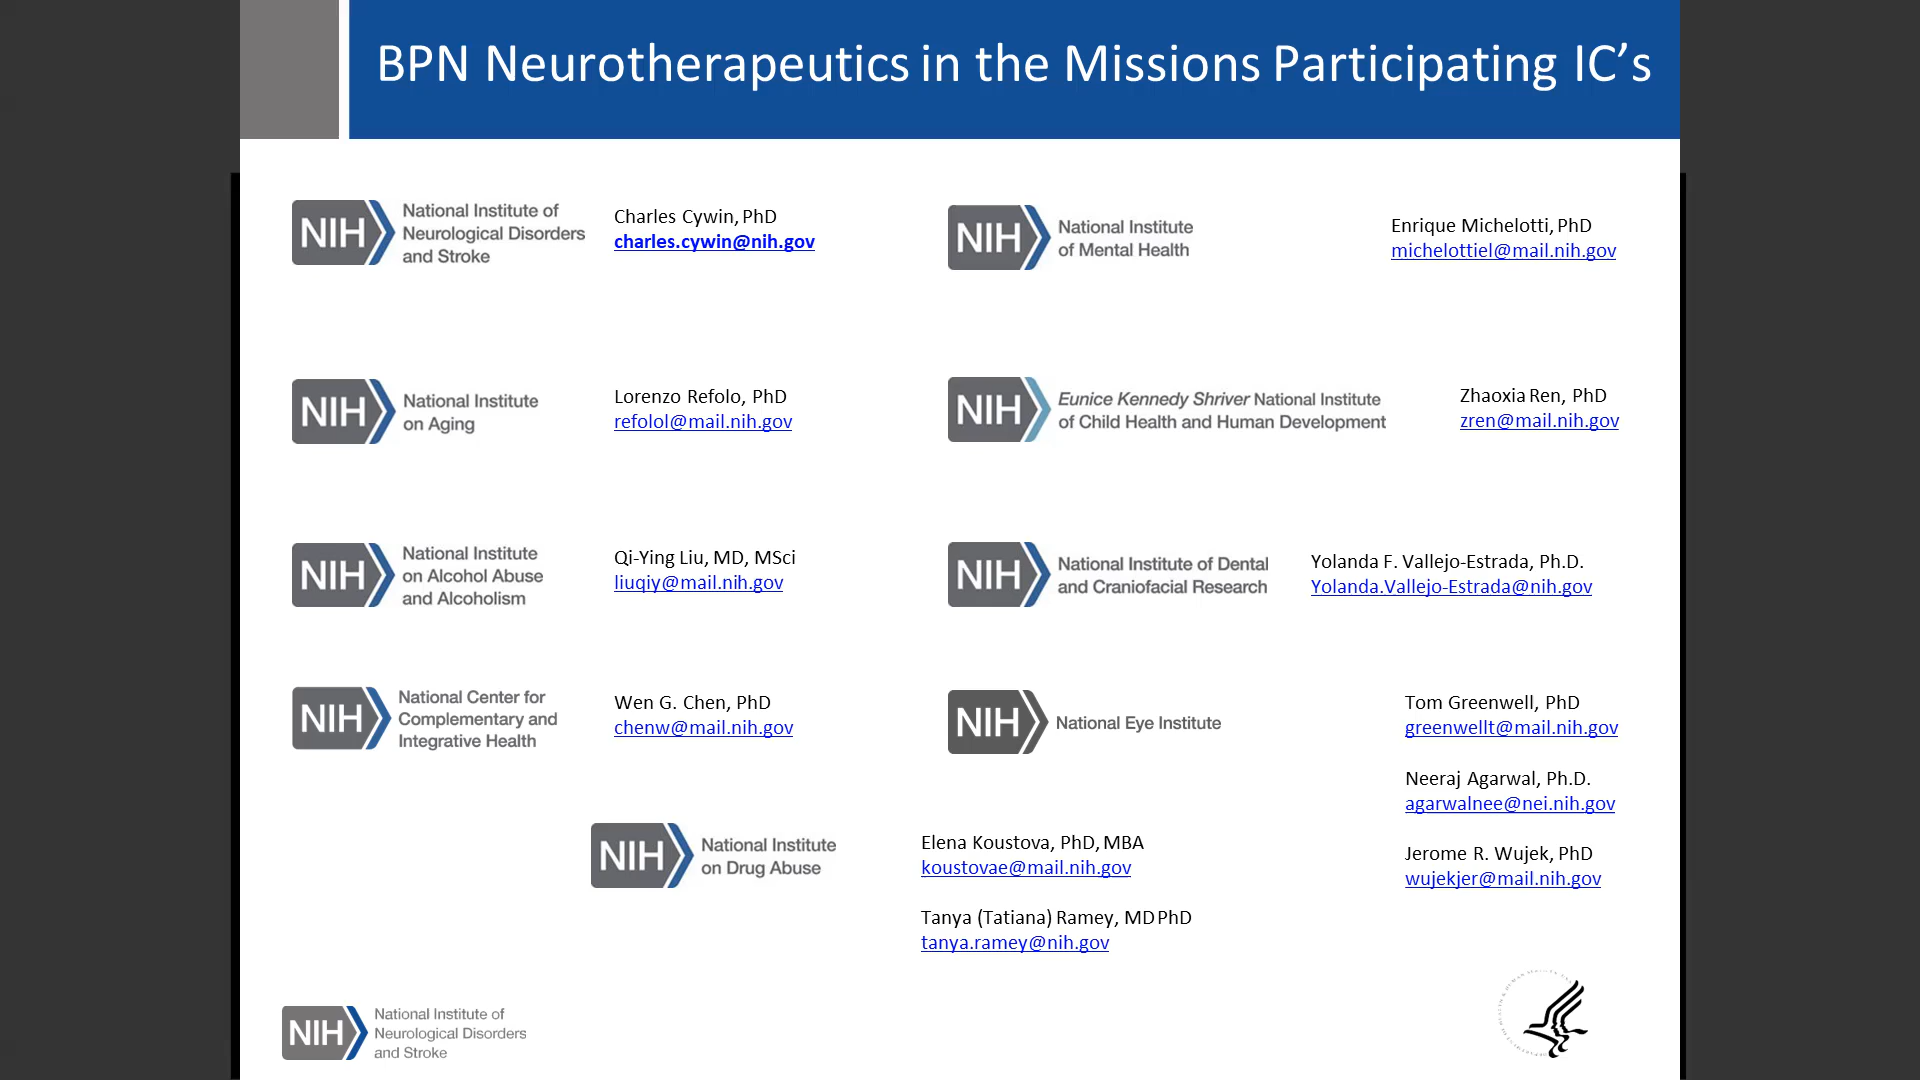 BPN Neurotherapeutics in the Missions Participating IC’s
NIH
National Institute of
Neurological Disorders
and Stroke
Charles Cywin, PhD
charles.cywin@nih.gov
NIH
National Institute
of Mental Health
Enrique Michelotti, PhD
michelottiel@mail.nih.gov
NIH
National Institute
on Aging
Lorenzo Refolo, PhD
refolol@mail.nih.gov
NIH
Eunice Kennedy Shriver National Institute
of Child Health and Human Development
Zhaoxia Ren, PhD
zren@mail.nih.gov
NIH
National Institute
on Alcohol Abuse
and Alcoholism
Qi-Ying Liu, MD, MSci
liuqiy@mail.nih.gov
NIH
National Institute of Dental
and Craniofacial Research
Yolanda F. Vallejo-Estrada, Ph.D.
Yolanda.Vallejo-Estrada@nih.gov
NIH
National Center for
Complementary and
Integrative Health
Wen G. Chen, PhD
chenw@mail.nih.gov
NIH
National Eye Institute
Tom Greenwell, PhD
greenwellt@mail.nih.gov
Neeraj Agarwal, Ph.D.
agarwalnee@nei.nih.gov
Jerome R. Wujek, PhD
wujekjer@mail.nih.gov
NIH
National Institute
on Drug Abuse
Elena Koustova, PhD, MBA
koustovae@mail.nih.gov
Tanya (Tatiana) Ramey, MD PhD
tanya.ramey@nih.gov
NIH
National Institute of
Neurological Disorders
and Stroke